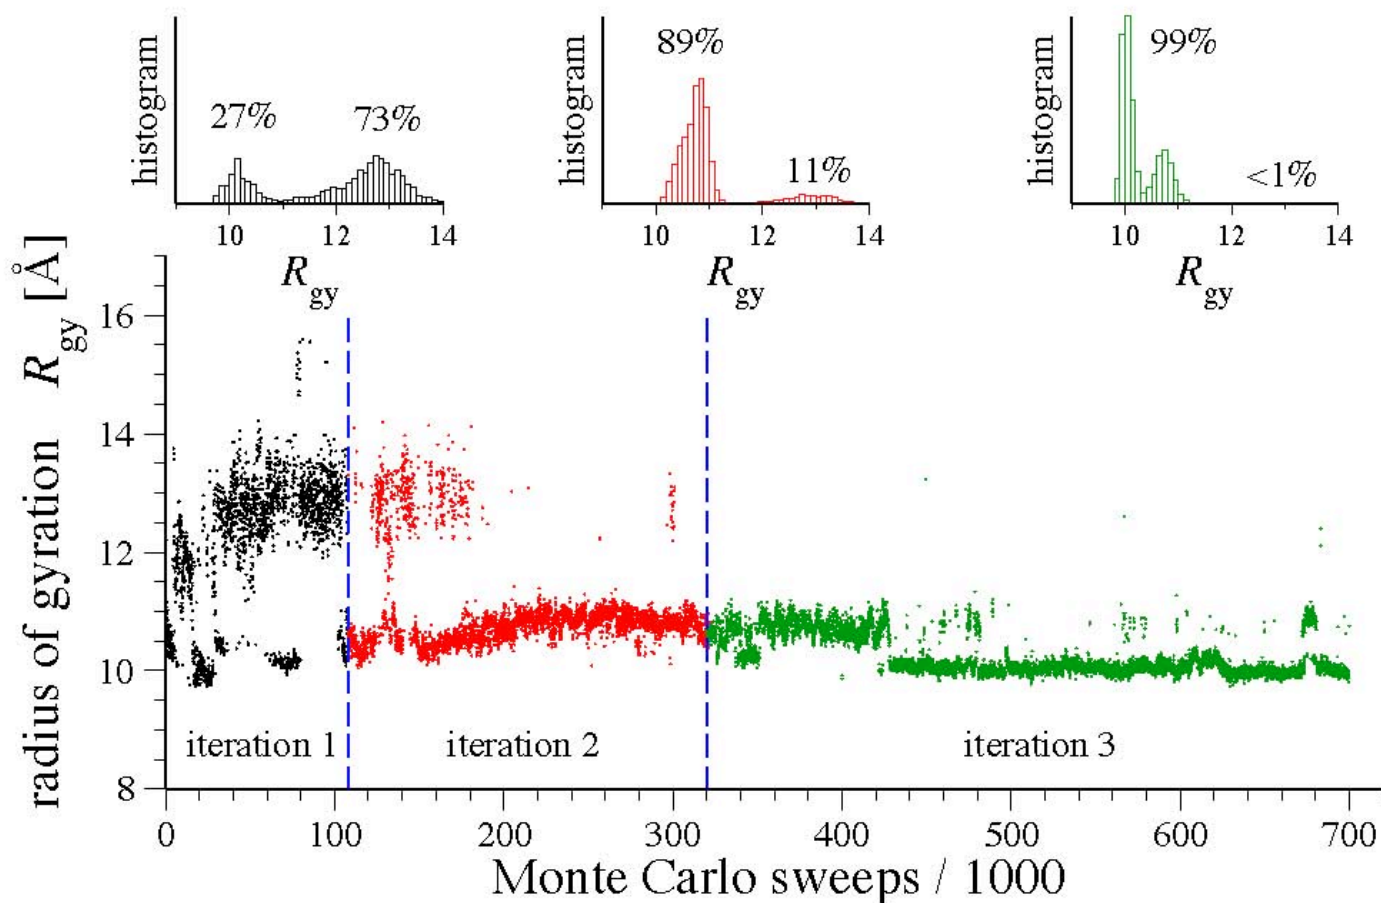 histogram
27%
73%
10 12 14
R gy
histogram
89%
11%
10 12 14
R gy
histogram
99%
<1%
10 12 14
R gy
radius of gyration R gy [Å]
16
14
12
10
8
iteration 1
iteration 2
iteration 3
0 100 200 300 400 500 600 700
Monte Carlo sweeps / 1000